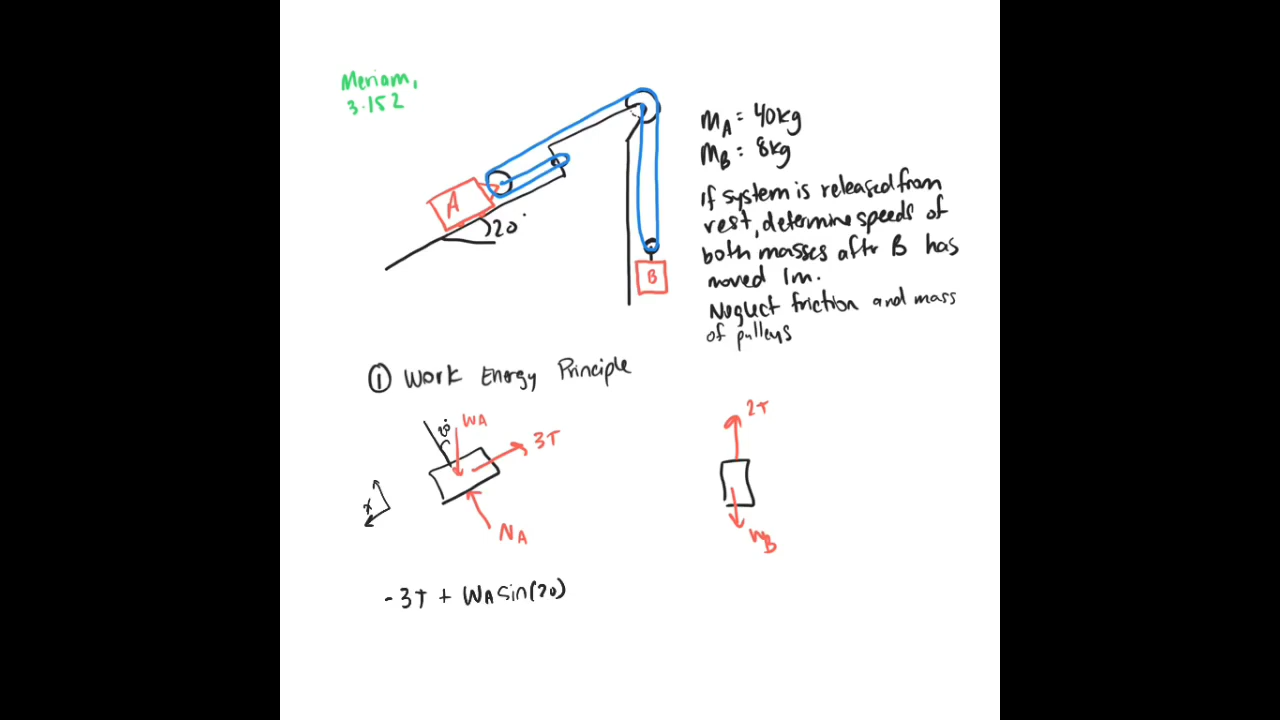 Meriam,
3.152
mA = 40kg
mB = 8kg
If system is released from
rest, determine speeds of
both masses after B has
moved 1m.
Neglect friction and mass
of pulleys
A
20°
B
① Work Energy Principle
20°
WA
3T
NA
x
2T
WB
-3T + WA sin(20)